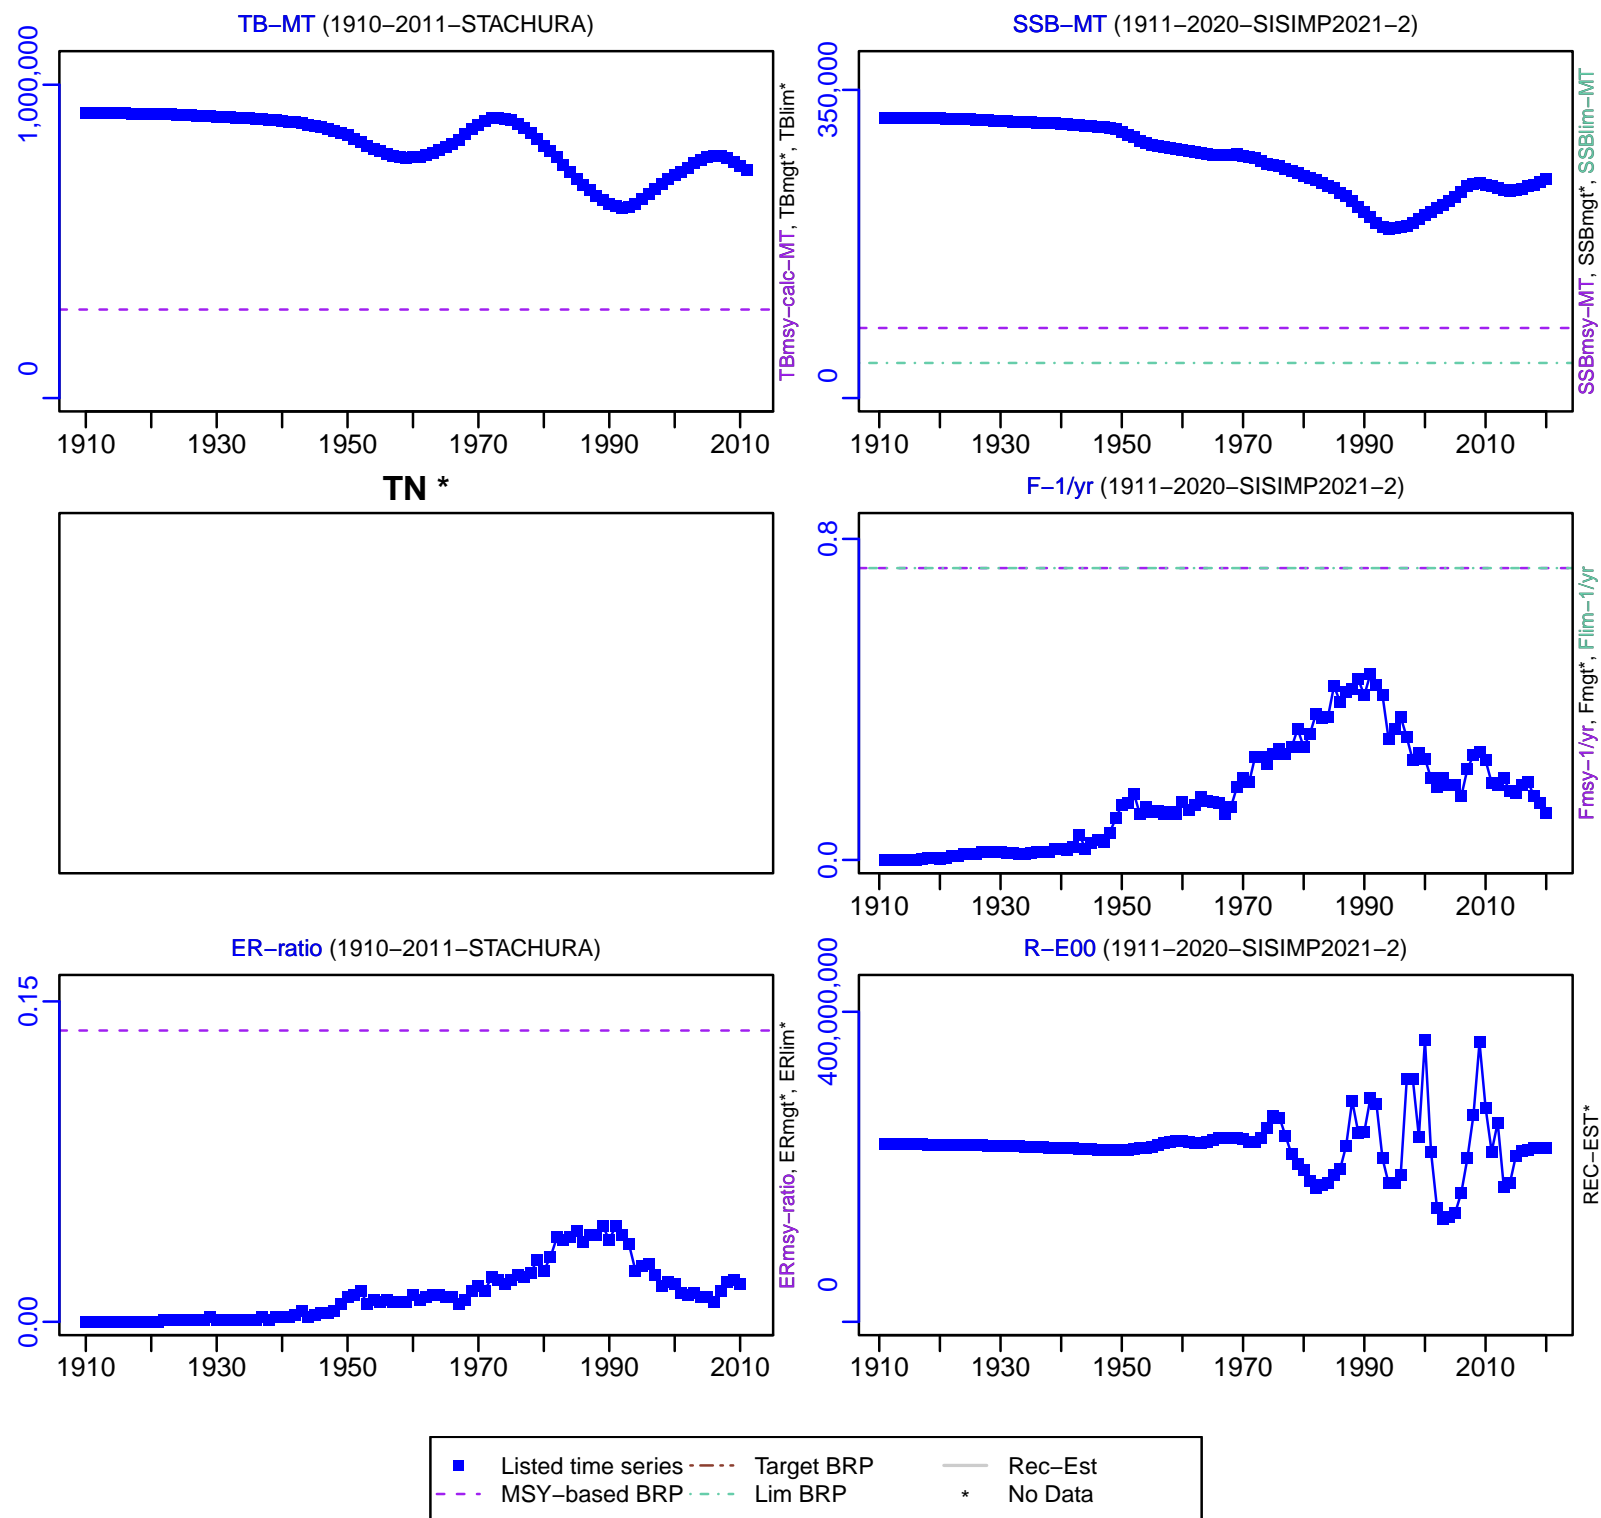 TB−MT (1910−2011−STACHURA)
1,000,000
0
1910 1930 1950 1970 1990 2010
TBmsy−calc−MT, TBmgt*, TBlim*
SSB−MT (1911−2020−SISIMP2021−2)
350,000
0
1910 1930 1950 1970 1990 2010
SSBmsy−MT, SSBmgt*, SSBlim−MT
TN *
F−1/yr (1911−2020−SISIMP2021−2)
0.8
0.0
1910 1930 1950 1970 1990 2010
Fmsy−1/yr, Fmgt*, Flim−1/yr
ER−ratio (1910−2011−STACHURA)
0.15
0.00
1910 1930 1950 1970 1990 2010
ERmsy−ratio, ERmgt*, ERlim*
R−E00 (1911−2020−SISIMP2021−2)
400,000,000
0
1910 1930 1950 1970 1990 2010
REC−EST*
Listed time series Target BRP Rec−Est
MSY−based BRP Lim BRP * No Data